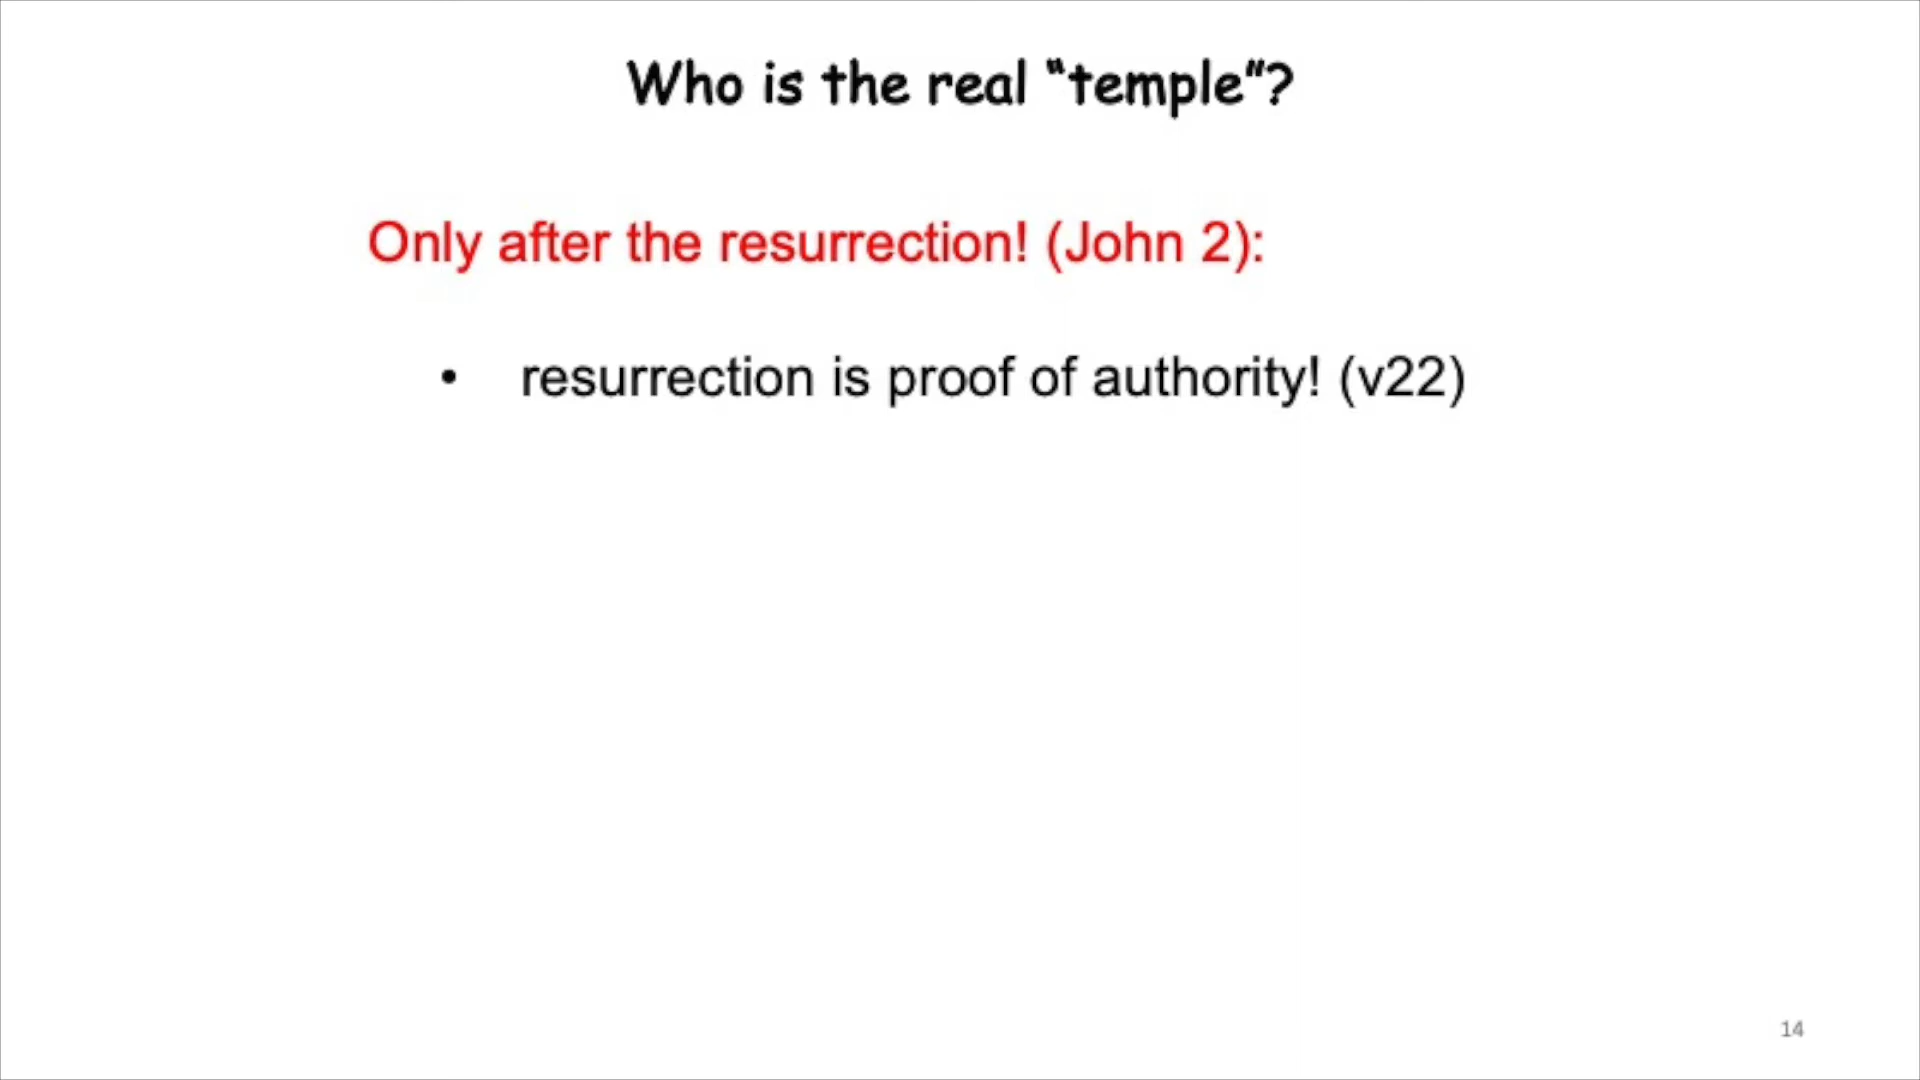 Who is the real “temple”?
Only after the resurrection! (John 2):
• resurrection is proof of authority! (v22)
14